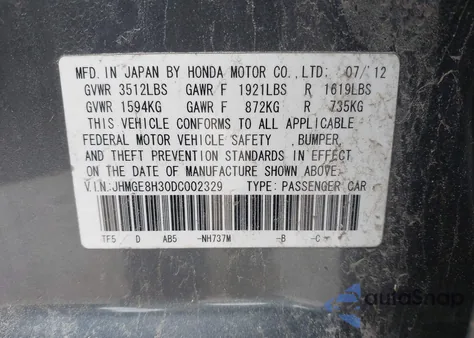 MFD. IN JAPAN BY HONDA MOTOR CO.,LTD: 07/12
GVWR 3512LBS GAWR F 1921LBS R 1619LBS
GVWR 1594KG GAWR F 872KG R 735KG
THIS VEHICLE CONFORMS TO ALL APPLICABLE
FEDERAL MOTOR VEHICLE SAFETY ,BUMPER,
AND THEFT PREVENTION STANDARDS IN EFFECT
ON THE DATE OF MANUFACTURE SHOWN ABOVE.
V.I.N:JHMGE8H30DC002329 TYPE: PASSENGER CAR
TF5 D AB5 -NH737M -B -C-
autoSnap